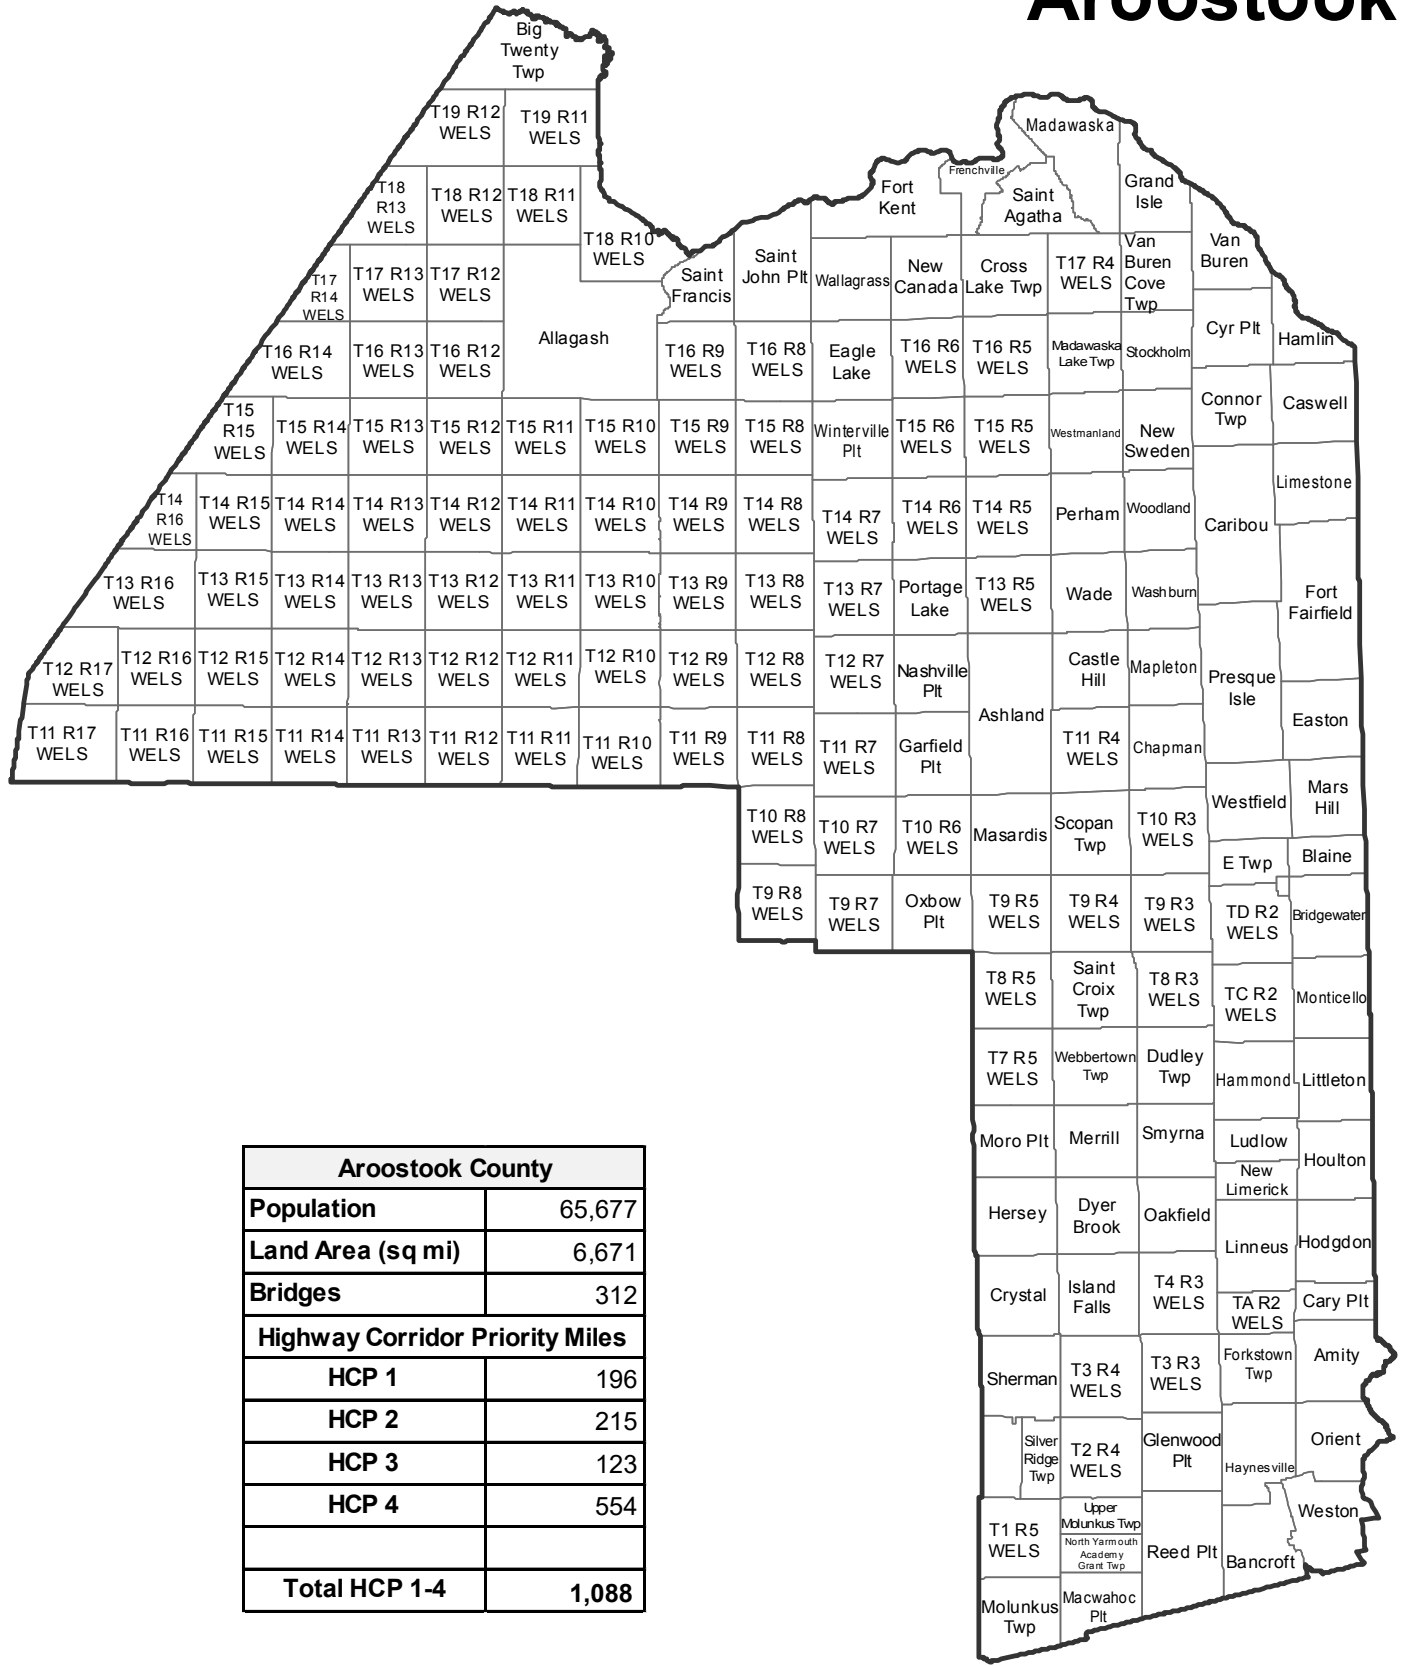 Aroostook
Big
Twenty
Twp
T19 R12
WELS
T19 R11
WELS
Madawaska
Frenchville
Fort
Kent
Saint
Agatha
Grand
Isle
T18
R13
WELS
T18 R12
WELS
T18 R11
WELS
T18 R10
WELS
Saint
Francis
Saint
John Plt
Wallagrass
New
Canada
Cross
Lake Twp
T17 R4
WELS
Van
Buren
Cove
Twp
Van
Buren
T17
R14
WELS
T17 R13
WELS
T17 R12
WELS
Allagash
Cyr Plt
Hamlin
T16 R14
WELS
T16 R13
WELS
T16 R12
WELS
T16 R9
WELS
T16 R8
WELS
Eagle
Lake
T16 R6
WELS
T16 R5
WELS
Madawaska
Lake Twp
Stockholm
Connor
Twp
Caswell
T15
R15
WELS
T15 R14
WELS
T15 R13
WELS
T15 R12
WELS
T15 R11
WELS
T15 R10
WELS
T15 R9
WELS
T15 R8
WELS
Winterville
Plt
T15 R6
WELS
T15 R5
WELS
Westmanland
New
Sweden
Limestone
T14
R16
WELS
T14 R15
WELS
T14 R14
WELS
T14 R13
WELS
T14 R12
WELS
T14 R11
WELS
T14 R10
WELS
T14 R9
WELS
T14 R8
WELS
T14 R7
WELS
T14 R6
WELS
T14 R5
WELS
Perham
Woodland
Caribou
T13 R16
WELS
T13 R15
WELS
T13 R14
WELS
T13 R13
WELS
T13 R12
WELS
T13 R11
WELS
T13 R10
WELS
T13 R9
WELS
T13 R8
WELS
T13 R7
WELS
Portage
Lake
T13 R5
WELS
Wade
Washburn
Fort
Fairfield
T12 R17
WELS
T12 R16
WELS
T12 R15
WELS
T12 R14
WELS
T12 R13
WELS
T12 R12
WELS
T12 R11
WELS
T12 R10
WELS
T12 R9
WELS
T12 R8
WELS
T12 R7
WELS
Nashville
Plt
Ashland
Castle
Hill
Mapleton
Presque
Isle
Easton
T11 R17
WELS
T11 R16
WELS
T11 R15
WELS
T11 R14
WELS
T11 R13
WELS
T11 R12
WELS
T11 R11
WELS
T11 R10
WELS
T11 R9
WELS
T11 R8
WELS
T11 R7
WELS
Garfield
Plt
T11 R4
WELS
Chapman
Westfield
Mars
Hill
T10 R8
WELS
T10 R7
WELS
T10 R6
WELS
Masardis
Scopan
Twp
T10 R3
WELS
E Twp
Blaine
T9 R8
WELS
T9 R7
WELS
Oxbow
Plt
T9 R5
WELS
T9 R4
WELS
T9 R3
WELS
TD R2
WELS
Bridgewater
T8 R5
WELS
Saint
Croix
Twp
T8 R3
WELS
TC R2
WELS
Monticello
T7 R5
WELS
Webbertown
Twp
Dudley
Twp
Hammond
Littleton
Moro Plt
Merrill
Smyrna
Ludlow
New
Limerick
Houlton
Hersey
Dyer
Brook
Oakfield
Linneus
Hodgdon
Crystal
Island
Falls
T4 R3
WELS
TA R2
WELS
Cary Plt
Sherman
T3 R4
WELS
T3 R3
WELS
Forkstown
Twp
Amity
Silver
Ridge
Twp
T2 R4
WELS
Glenwood
Plt
Haynesville
Orient
T1 R5
WELS
Upper
Molunkus Twp
North Yarmouth
Academy
Grant Twp
Reed Plt
Bancroft
Weston
Molunkus
Twp
Macwahoc
Plt
Aroostook County
Population 65,677
Land Area (sq mi) 6,671
Bridges 312
Highway Corridor Priority Miles
HCP 1 196
HCP 2 215
HCP 3 123
HCP 4 554
Total HCP 1-4 1,088